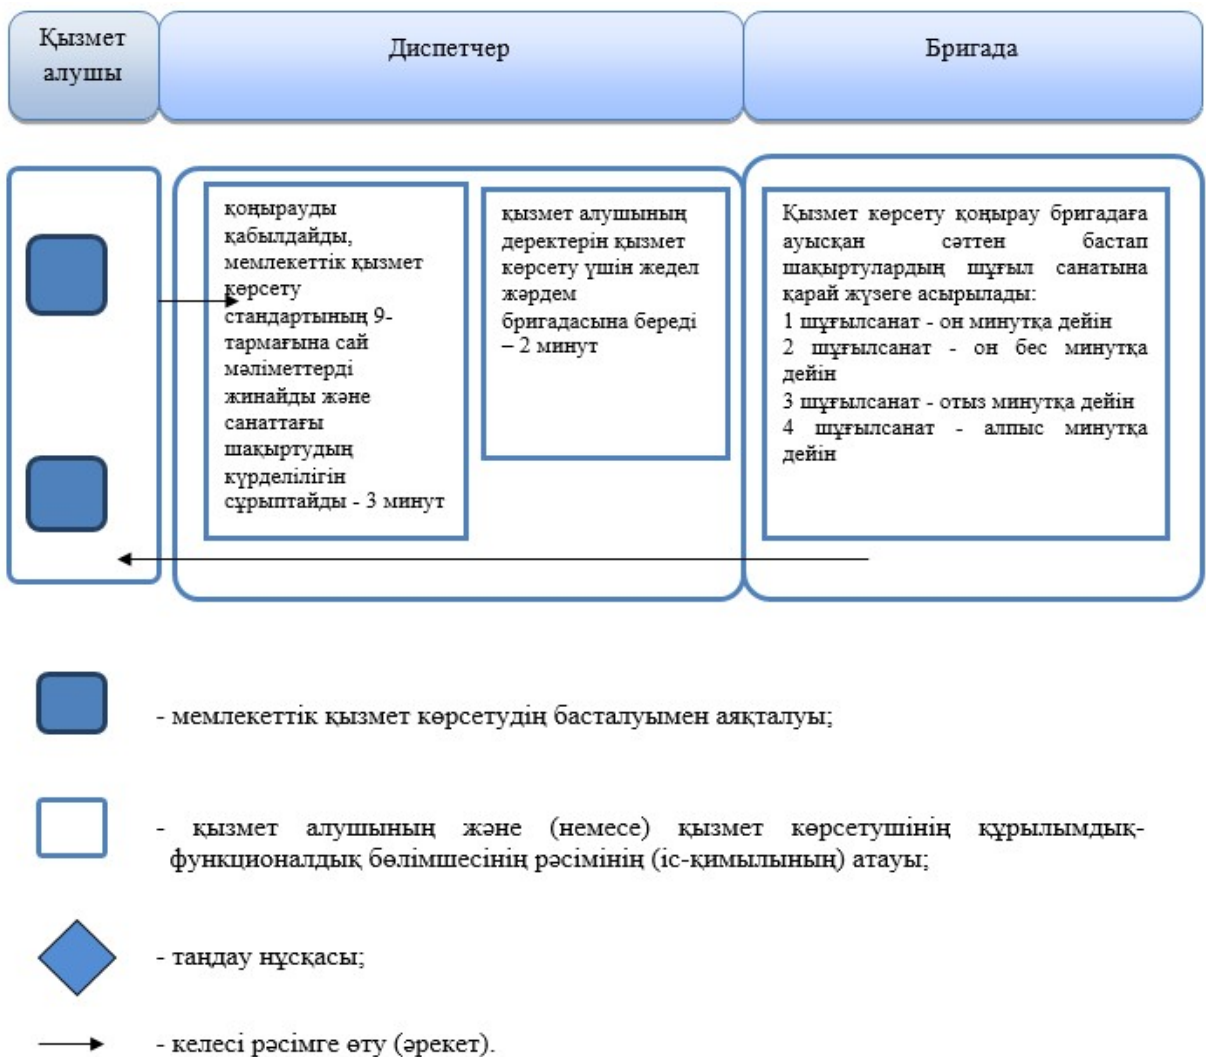 Қызмет
алушы
Диспетчер
Бригада
қоңырауды
қабылдайды,
мемлекеттік қызмет
көрсету
стандартының 9-
тармағына сай
мәліметтерді
жинайды және
санаттағы
шақыртудың
күрделілігін
сұрыптайды - 3 минут
қызмет алушының
деректерін қызмет
көрсету үшін жедел
жәрдем
бригадасына береді
– 2 минут
Қызмет көрсету қоңырау бригадаға
ауысқан сәттен бастап
шақыртулардың шұғыл санатына
қарай жүзеге асырылады:
1 шұғылсанат - он минутқа дейін
2 шұғылсанат - он бес минутқа
дейін
3 шұғылсанат - отыз минутқа дейін
4 шұғылсанат - алпыс минутқа
дейін
- мемлекеттік қызмет көрсетудің басталуымен аяқталуы;
- қызмет алушының және (немесе) қызмет көрсетушінің құрылымдық-
функционалдық бөлімшесінің рәсімінің (іс-қимылының) атауы;
- таңдау нұсқасы;
- келесі рәсімге өту (әрекет).